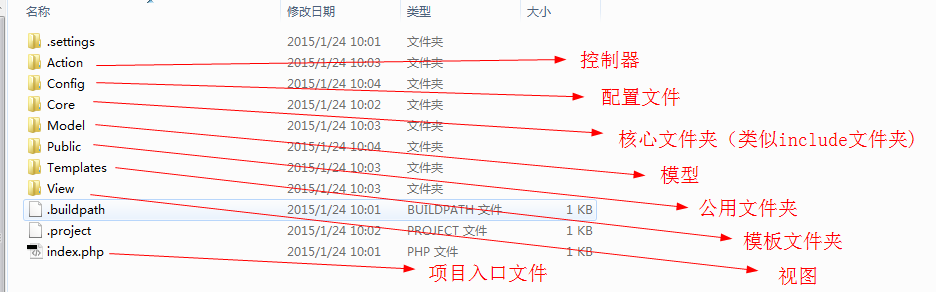 名称 修改日期 类型 大小
.settings 2015/1/24 10:01 文件夹
Action 2015/1/24 10:03 文件夹 控制器
Config 2015/1/24 10:04 文件夹 配置文件
Core 2015/1/24 10:02 文件夹 核心文件夹（类似include文件夹)
Model 2015/1/24 10:03 文件夹 模型
Public 2015/1/24 10:04 文件夹 公用文件夹
Templates 2015/1/24 10:03 文件夹 模板文件夹
View 2015/1/24 10:03 文件夹 视图
.buildpath 2015/1/24 10:01 BUILDPATH 文件 1 KB
.project 2015/1/24 10:01 PROJECT 文件 1 KB
index.php 2015/1/24 10:01 PHP 文件 1 KB 项目入口文件